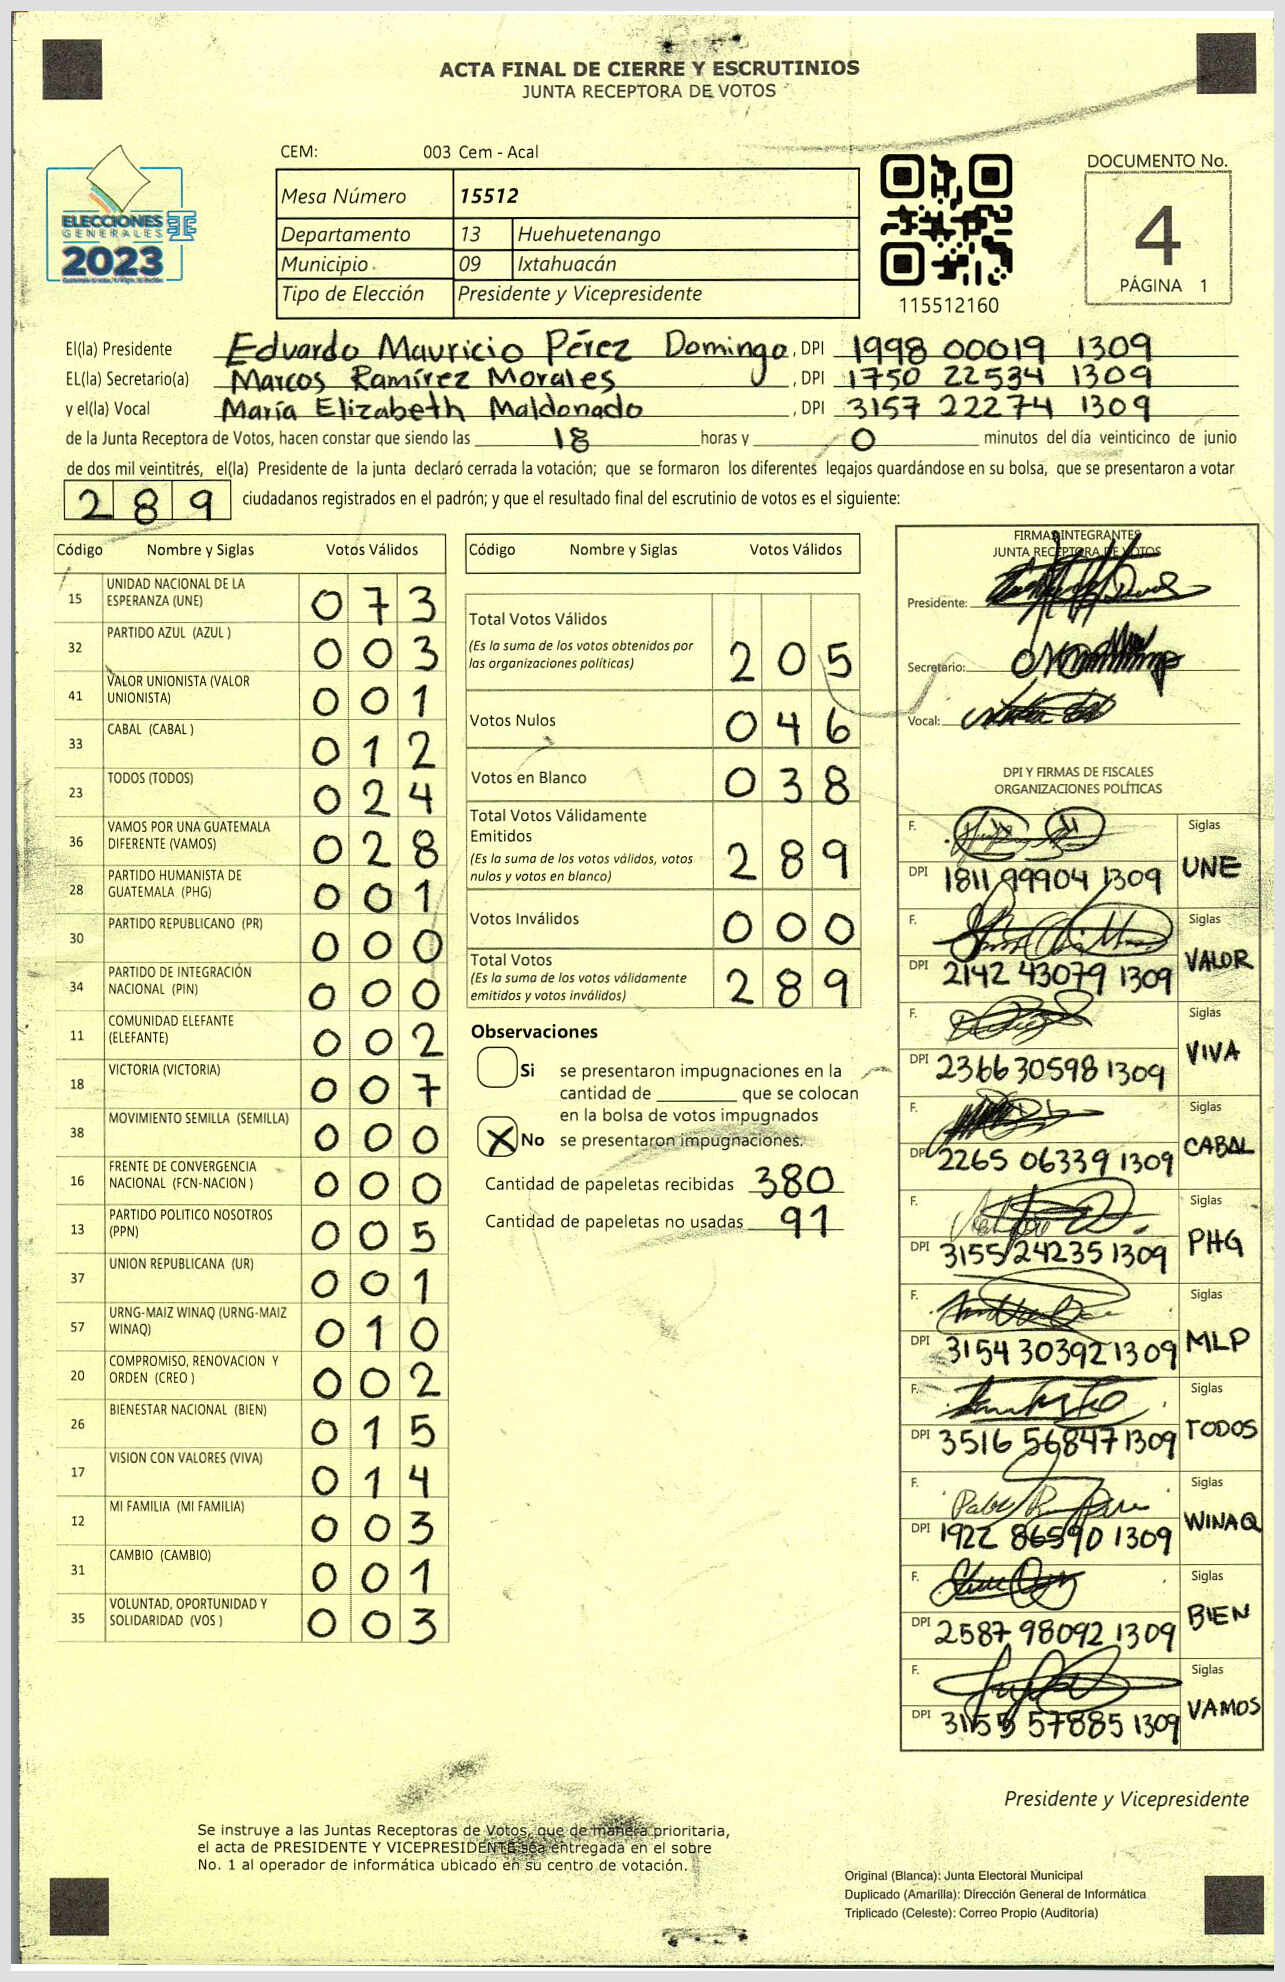 ACTA FINAL DE CIERRE Y ESCRUTINIOS
JUNTA RECEPTORA DE VOTOS
ELECCIONES
GENERALES
2023
CEM: 003 Cem - Acal
Mesa Número 15512
Departamento 13 Huehuetenango
Municipio 09 Ixtahuacán
Tipo de Elección Presidente y Vicepresidente
115512160
DOCUMENTO No.
4
PÁGINA 1
El(la) Presidente Eduardo Mauricio Pérez Domingo, DPI 1998 00019 1309
EL(la) Secretario(a) Marcos Ramírez Morales, DPI 1750 22534 1309
y el(la) Vocal María Elizabeth Maldonado, DPI 3157 22274 1309
de la Junta Receptora de Votos, hacen constar que siendo las 18 horas y 0 minutos del día veinticinco de junio
de dos mil veintitrés, el(la) Presidente de la junta declaró cerrada la votación; que se formaron los diferentes legajos guardándose en su bolsa, que se presentaron a votar
289 ciudadanos registrados en el padrón; y que el resultado final del escrutinio de votos es el siguiente:
Código Nombre y Siglas Votos Válidos
15 UNIDAD NACIONAL DE LA ESPERANZA (UNE) 073
32 PARTIDO AZUL (AZUL ) 003
41 VALOR UNIONISTA (VALOR UNIONISTA) 001
33 CABAL (CABAL ) 012
23 TODOS (TODOS) 024
36 VAMOS POR UNA GUATEMALA DIFERENTE (VAMOS) 028
28 PARTIDO HUMANISTA DE GUATEMALA (PHG) 001
30 PARTIDO REPUBLICANO (PR) 000
34 PARTIDO DE INTEGRACIÓN NACIONAL (PIN) 000
11 COMUNIDAD ELEFANTE (ELEFANTE) 002
18 VICTORIA (VICTORIA) 007
38 MOVIMIENTO SEMILLA (SEMILLA) 000
16 FRENTE DE CONVERGENCIA NACIONAL (FCN-NACION ) 000
13 PARTIDO POLITICO NOSOTROS (PPN) 005
37 UNION REPUBLICANA (UR) 001
57 URNG-MAIZ WINAQ (URNG-MAIZ WINAQ) 010
20 COMPROMISO, RENOVACION Y ORDEN (CREO ) 002
26 BIENESTAR NACIONAL (BIEN) 015
17 VISION CON VALORES (VIVA) 014
12 MI FAMILIA (MI FAMILIA) 003
31 CAMBIO (CAMBIO) 001
35 VOLUNTAD, OPORTUNIDAD Y SOLIDARIDAD (VOS ) 003
Código Nombre y Siglas Votos Válidos
Total Votos Válidos
(Es la suma de los votos obtenidos por las organizaciones políticas) 205
Votos Nulos 046
Votos en Blanco 038
Total Votos Válidamente Emitidos
(Es la suma de los votos válidos, votos nulos y votos en blanco) 289
Votos Inválidos 000
Total Votos
(Es la suma de los votos válidamente emitidos y votos inválidos) 289
Observaciones
Si se presentaron impugnaciones en la
cantidad de ________ que se colocan
en la bolsa de votos impugnados
X No se presentaron impugnaciones.
Cantidad de papeletas recibidas 380
Cantidad de papeletas no usadas 91
FIRMAS INTEGRANTES
JUNTA RECEPTORA DE VOTOS
Presidente:
Secretario:
Vocal:
DPI Y FIRMAS DE FISCALES
ORGANIZACIONES POLÍTICAS
F. Siglas UNE
DPI 1811 99904 1309
F. Siglas VALOR
DPI 2142 43079 1309
F. Siglas VIVA
DPI 2366 30598 1309
F. Siglas CABAL
DPI 2265 06339 1309
F. Siglas PHG
DPI 3155 24235 1309
F. Siglas MLP
DPI 3154 30392 1309
F. Siglas TODOS
DPI 3516 56847 1309
F. Siglas WINAQ
DPI 1922 86590 1309
F. Siglas BIEN
DPI 2587 98092 1309
F. Siglas VAMOS
DPI 3155 57885 1309
Presidente y Vicepresidente
Se instruye a las Juntas Receptoras de Votos, que de manera prioritaria,
el acta de PRESIDENTE Y VICEPRESIDENTE sea entregada en el sobre
No. 1 al operador de informática ubicado en su centro de votación.
Original (Blanca): Junta Electoral Municipal
Duplicado (Amarilla): Dirección General de Informática
Triplicado (Celeste): Correo Propio (Auditoría)